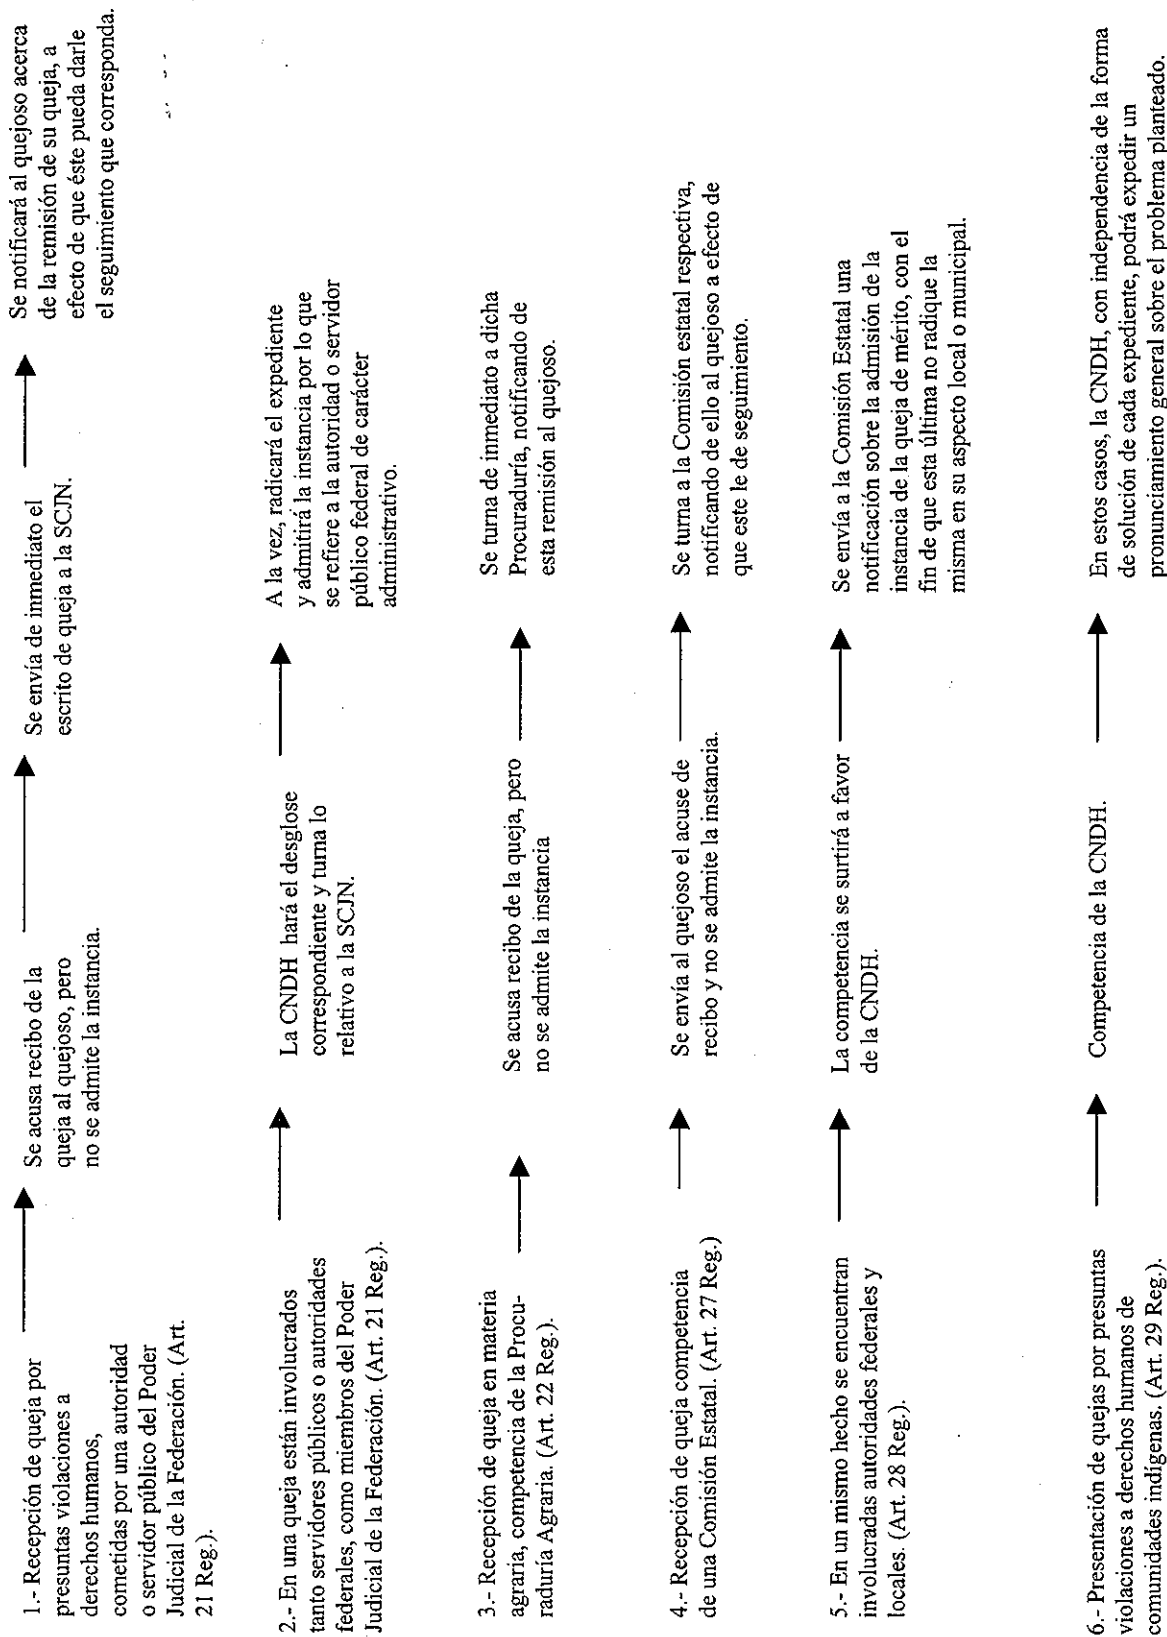 1.- Recepción de queja por
presuntas violaciones a
derechos humanos,
cometidas por una autoridad
o servidor público del Poder
Judicial de la Federación. (Art.
21 Reg.).
Se acusa recibo de la
queja al quejoso, pero
no se admite la instancia.
Se envía de inmediato el
escrito de queja a la SCJN.
Se notificará al quejoso acerca
de la remisión de su queja, a
efecto de que éste pueda darle
el seguimiento que corresponda.
2.- En una queja están involucrados
tanto servidores públicos o autoridades
federales, como miembros del Poder
Judicial de la Federación. (Art. 21 Reg.).
La CNDH hará el desglose
correspondiente y turna lo
relativo a la SCJN.
A la vez, radicará el expediente
y admitirá la instancia por lo que
se refiere a la autoridad o servidor
público federal de carácter
administrativo.
3.- Recepción de queja en materia
agraria, competencia de la Procu-
raduría Agraria. (Art. 22 Reg.).
Se acusa recibo de la queja, pero
no se admite la instancia
Se turna de inmediato a dicha
Procuraduría, notificando de
esta remisión al quejoso.
4.- Recepción de queja competencia
de una Comisión Estatal. (Art. 27 Reg.)
Se envía al quejoso el acuse de
recibo y no se admite la instancia.
Se turna a la Comisión estatal respectiva,
notificando de ello al quejoso a efecto de
que este le de seguimiento.
5.- En un mismo hecho se encuentran
involucradas autoridades federales y
locales. (Art. 28 Reg.).
La competencia se surtirá a favor
de la CNDH.
Se envía a la Comisión Estatal una
notificación sobre la admisión de la
instancia de la queja de mérito, con el
fin de que esta última no radique la
misma en su aspecto local o municipal.
6.- Presentación de quejas por presuntas
violaciones a derechos humanos de
comunidades indígenas. (Art. 29 Reg.).
Competencia de la CNDH.
En estos casos, la CNDH, con independencia de la forma
de solución de cada expediente, podrá expedir un
pronunciamiento general sobre el problema planteado.